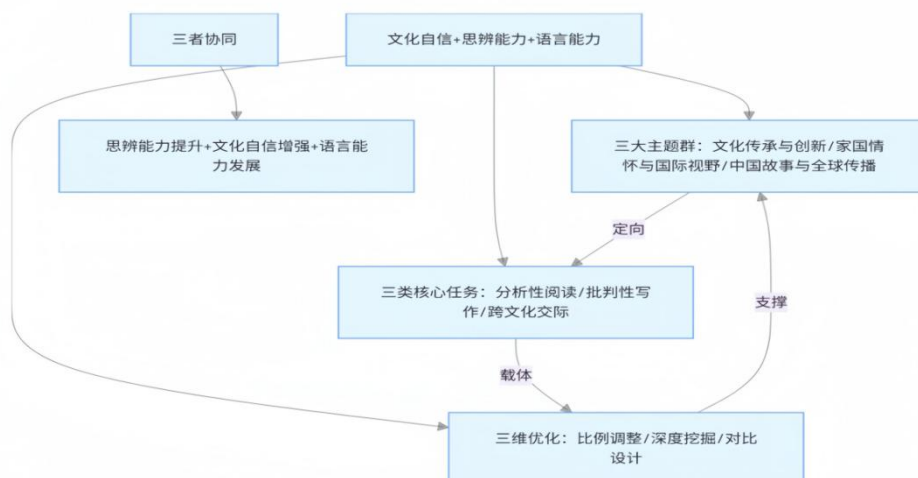 三者协同
文化自信+思辨能力+语言能力
思辨能力提升+文化自信增强+语言能
力发展
三大主题群：文化传承与创新/家国情
怀与国际视野/中国故事与全球传播
定向
三类核心任务：分析性阅读/批判性写
作/跨文化交际
支撑
载体
三维优化：比例调整/深度挖掘/对比
设计